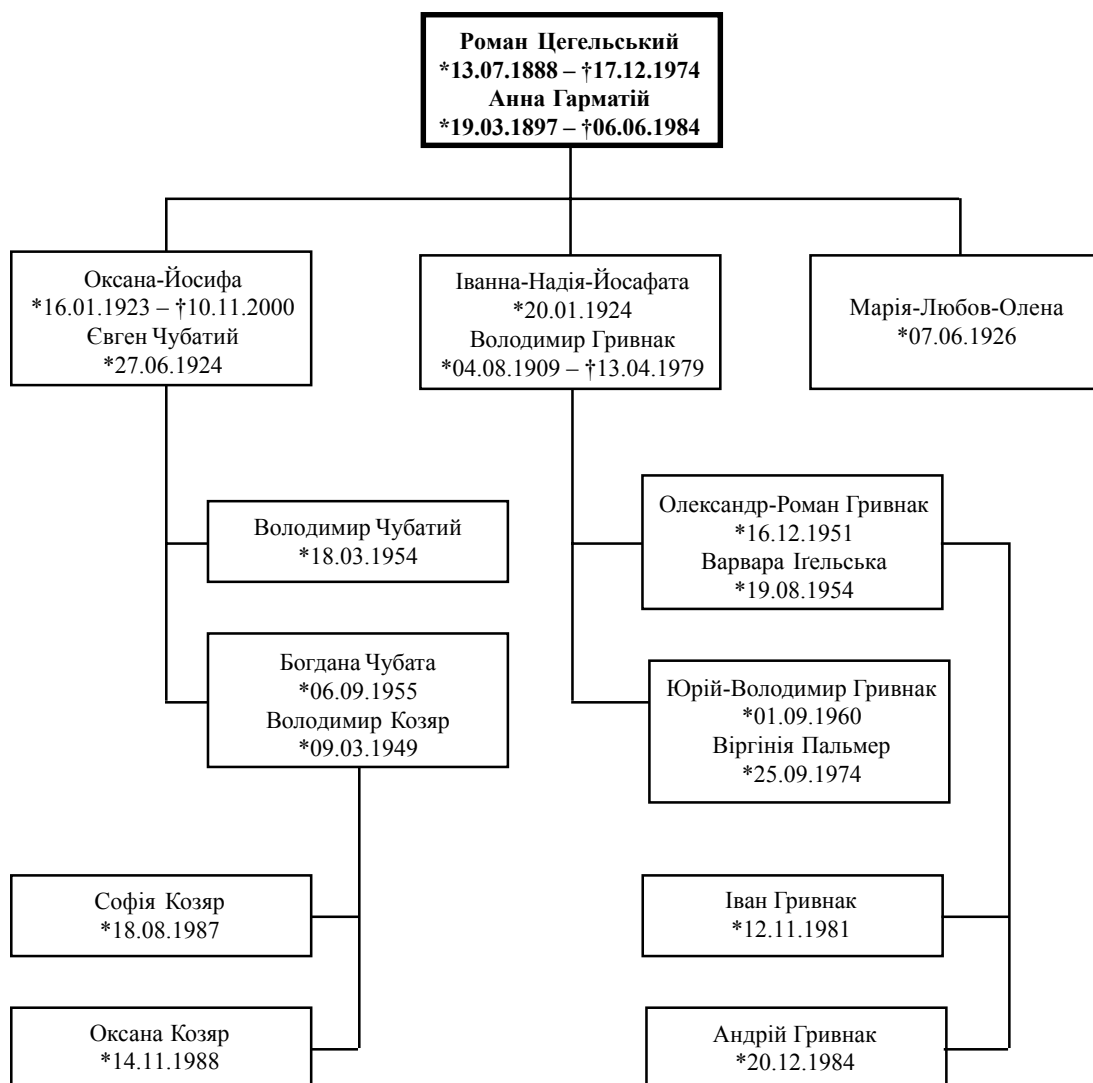 Роман Цегельський
*13.07.1888 – †17.12.1974
Анна Гарматій
*19.03.1897 – †06.06.1984
Оксана-Йосифа
*16.01.1923 – †10.11.2000
Євген Чубатий
*27.06.1924
Іванна-Надія-Йосафата
*20.01.1924
Володимир Гривнак
*04.08.1909 – †13.04.1979
Марія-Любов-Олена
*07.06.1926
Володимир Чубатий
*18.03.1954
Олександр-Роман Гривнак
*16.12.1951
Варвара Іґельська
*19.08.1954
Богдана Чубата
*06.09.1955
Володимир Козяр
*09.03.1949
Юрій-Володимир Гривнак
*01.09.1960
Віргінія Пальмер
*25.09.1974
Софія Козяр
*18.08.1987
Іван Гривнак
*12.11.1981
Оксана Козяр
*14.11.1988
Андрій Гривнак
*20.12.1984